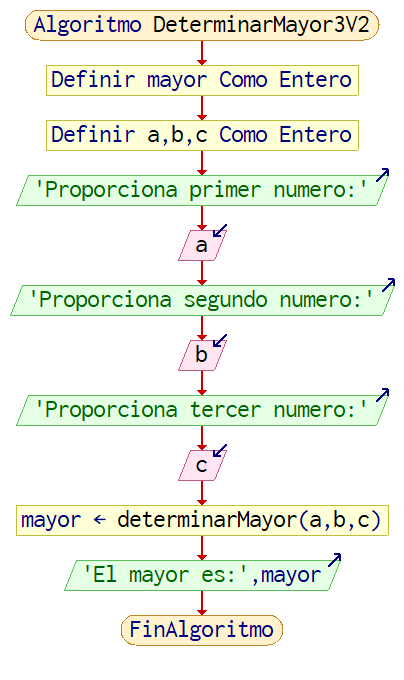 Algoritmo DeterminarMayor3V2
Definir mayor Como Entero
Definir a,b,c Como Entero
'Proporciona primer numero:'
a
'Proporciona segundo numero:'
b
'Proporciona tercer numero:'
c
mayor ← determinarMayor(a,b,c)
'El mayor es:',mayor
FinAlgoritmo